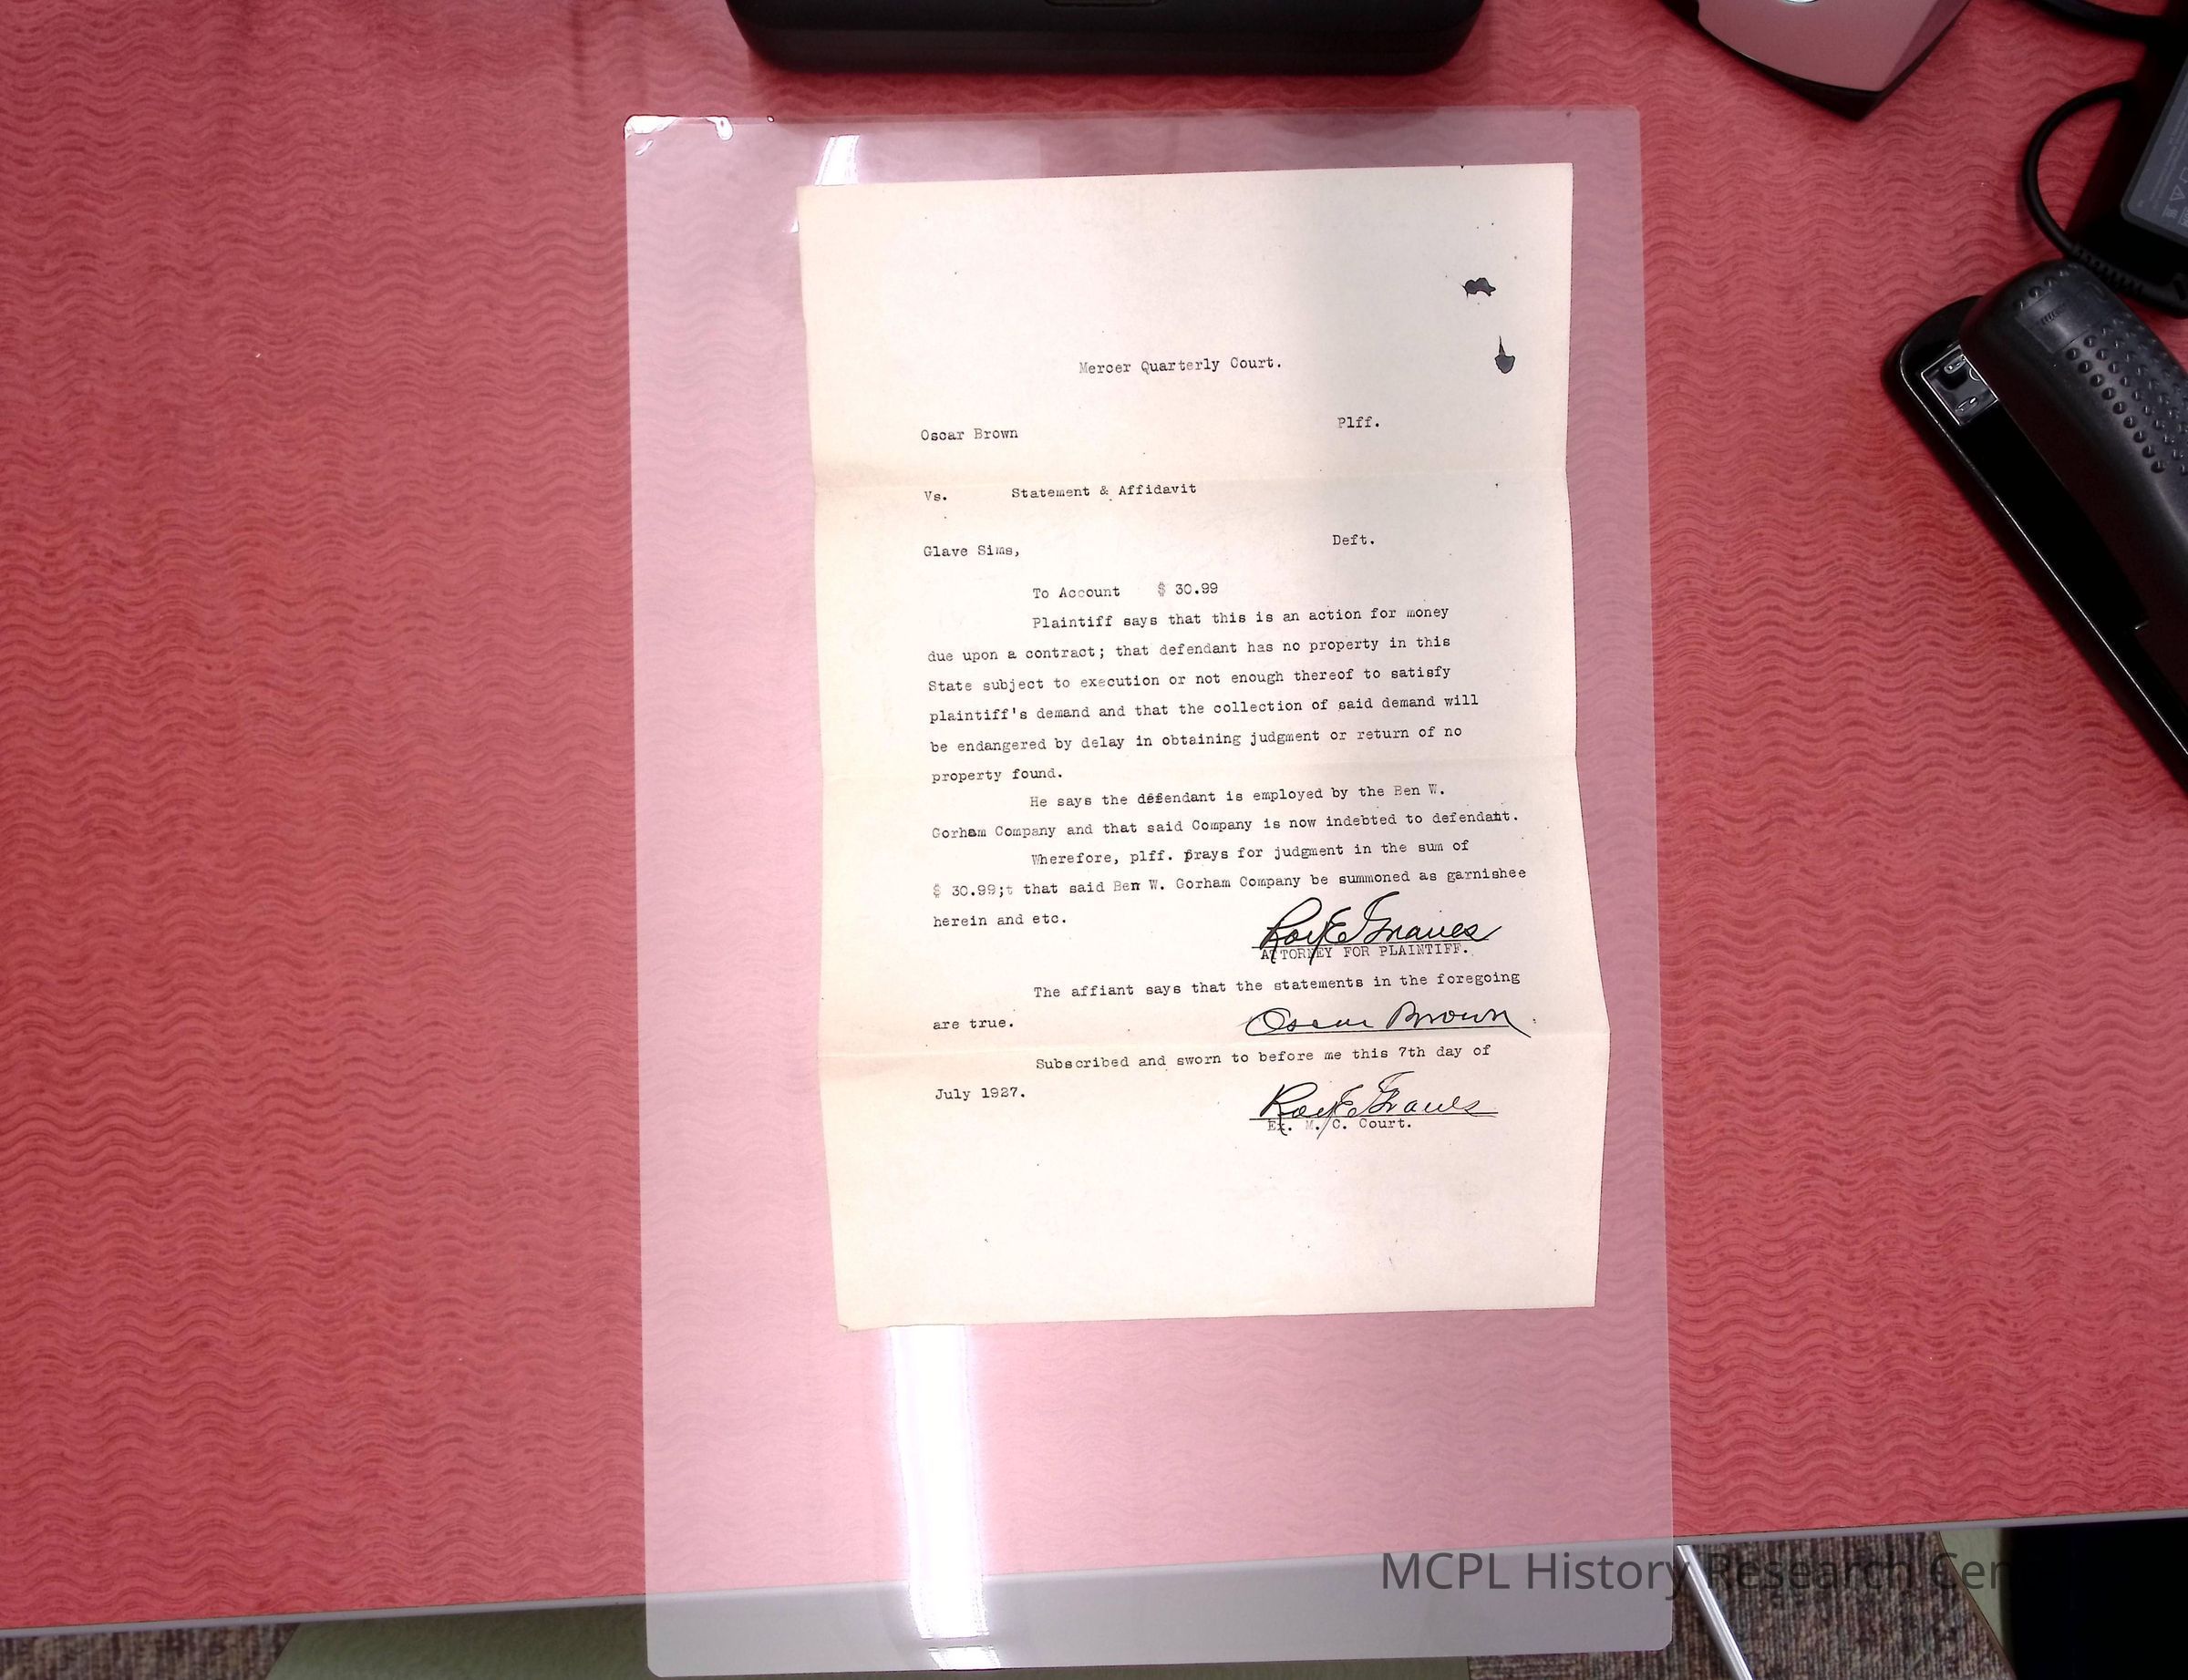 Mercer Quarterly Court.
Oscar Brown Plff.
Vs. Statement & Affidavit
Glave Sims, Deft.
To Account $ 30.99
Plaintiff says that this is an action for money
due upon a contract; that defendant has no property in this
State subject to execution or not enough thereof to satisfy
plaintiff's demand and that the collection of said demand will
be endangered by delay in obtaining judgment or return of no
property found.
He says the defendant is employed by the Ben W.
Gorham Company and that said Company is now indebted to defendant.
Wherefore, plff. prays for judgment in the sum of
$ 30.99;t that said Ben W. Gorham Company be summoned as garnishee
herein and etc.
Roy E Graves
ATTORNEY FOR PLAINTIFF.
The affiant says that the statements in the foregoing
are true. Oscar Brown
Subscribed and sworn to before me this 7th day of
July 1927.
Roy E Graves
Ex. M. C. Court.
MCPL History Research Cen